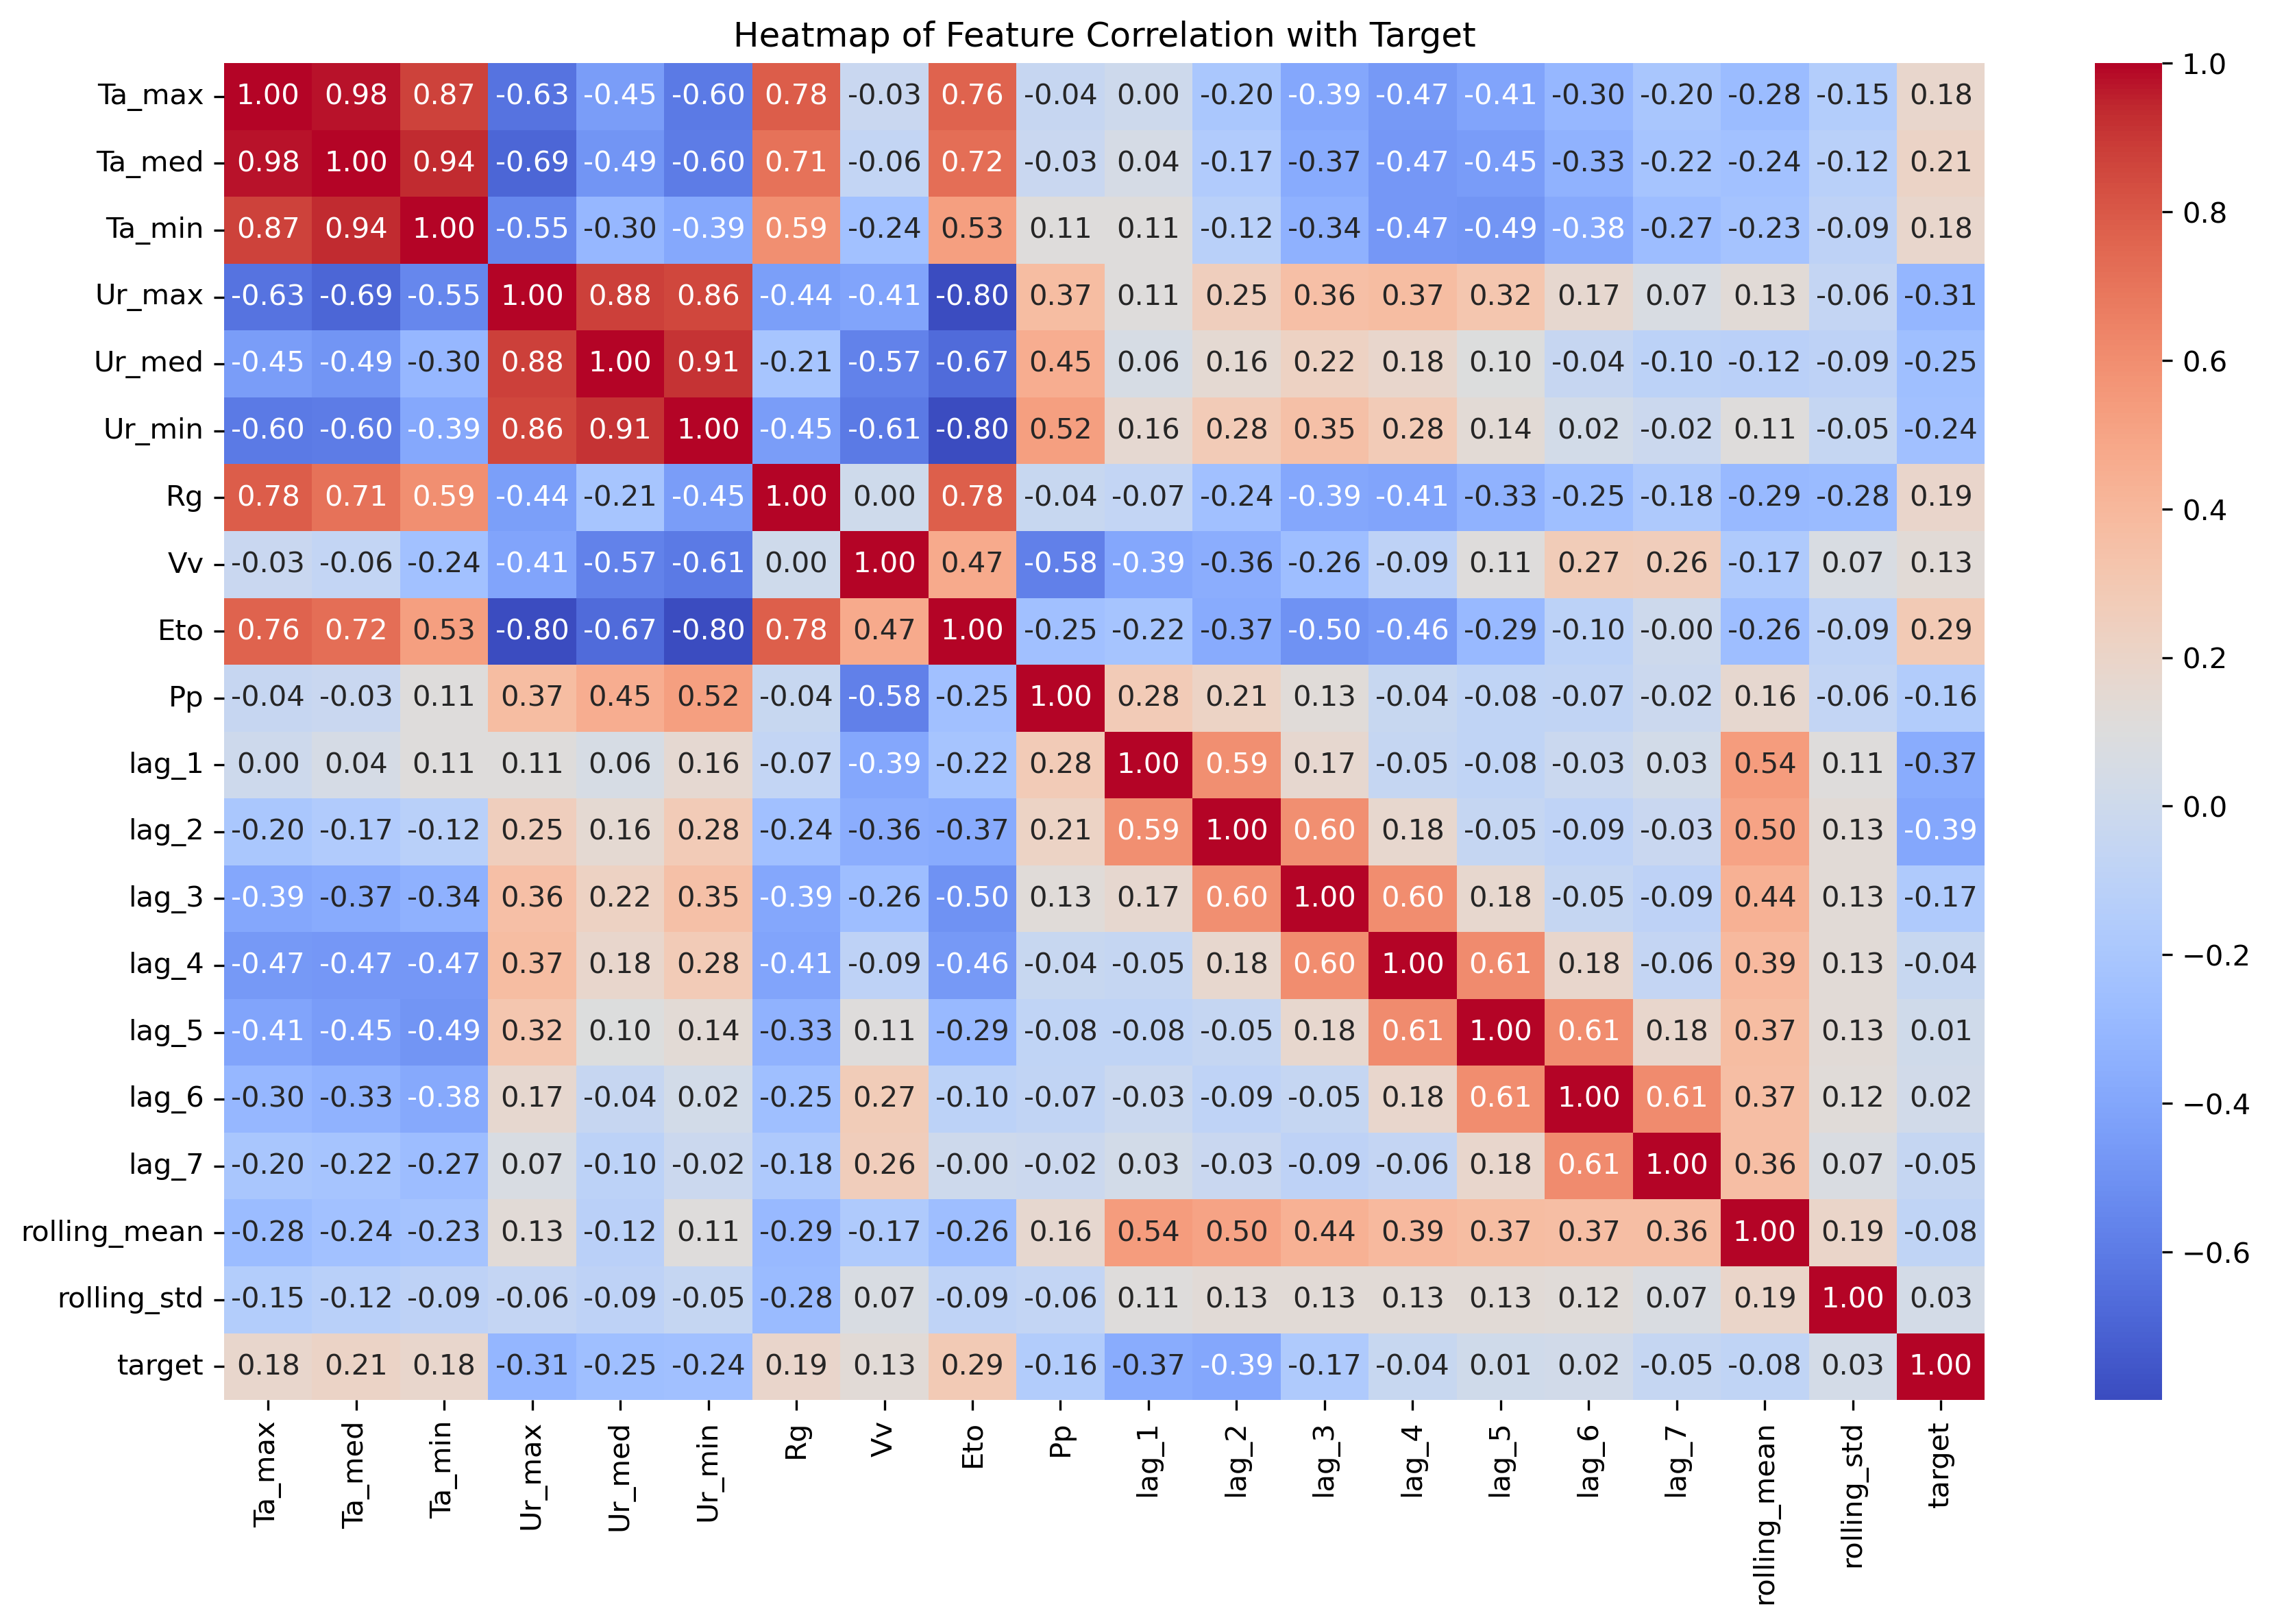 Heatmap of Feature Correlation with Target
Ta_max 1.00 0.98 0.87 -0.63 -0.45 -0.60 0.78 -0.03 0.76 -0.04 0.00 -0.20 -0.39 -0.47 -0.41 -0.30 -0.20 -0.28 -0.15 0.18
Ta_med 0.98 1.00 0.94 -0.69 -0.49 -0.60 0.71 -0.06 0.72 -0.03 0.04 -0.17 -0.37 -0.47 -0.45 -0.33 -0.22 -0.24 -0.12 0.21
Ta_min 0.87 0.94 1.00 -0.55 -0.30 -0.39 0.59 -0.24 0.53 0.11 0.11 -0.12 -0.34 -0.47 -0.49 -0.38 -0.27 -0.23 -0.09 0.18
Ur_max -0.63 -0.69 -0.55 1.00 0.88 0.86 -0.44 -0.41 -0.80 0.37 0.11 0.25 0.36 0.37 0.32 0.17 0.07 0.13 -0.06 -0.31
Ur_med -0.45 -0.49 -0.30 0.88 1.00 0.91 -0.21 -0.57 -0.67 0.45 0.06 0.16 0.22 0.18 0.10 -0.04 -0.10 -0.12 -0.09 -0.25
Ur_min -0.60 -0.60 -0.39 0.86 0.91 1.00 -0.45 -0.61 -0.80 0.52 0.16 0.28 0.35 0.28 0.14 0.02 -0.02 0.11 -0.05 -0.24
Rg 0.78 0.71 0.59 -0.44 -0.21 -0.45 1.00 0.00 0.78 -0.04 -0.07 -0.24 -0.39 -0.41 -0.33 -0.25 -0.18 -0.29 -0.28 0.19
Vv -0.03 -0.06 -0.24 -0.41 -0.57 -0.61 0.00 1.00 0.47 -0.58 -0.39 -0.36 -0.26 -0.09 0.11 0.27 0.26 -0.17 0.07 0.13
Eto 0.76 0.72 0.53 -0.80 -0.67 -0.80 0.78 0.47 1.00 -0.25 -0.22 -0.37 -0.50 -0.46 -0.29 -0.10 -0.00 -0.26 -0.09 0.29
Pp -0.04 -0.03 0.11 0.37 0.45 0.52 -0.04 -0.58 -0.25 1.00 0.28 0.21 0.13 -0.04 -0.08 -0.07 -0.02 0.16 -0.06 -0.16
lag_1 0.00 0.04 0.11 0.11 0.06 0.16 -0.07 -0.39 -0.22 0.28 1.00 0.59 0.17 -0.05 -0.08 -0.03 0.03 0.54 0.11 -0.37
lag_2 -0.20 -0.17 -0.12 0.25 0.16 0.28 -0.24 -0.36 -0.37 0.21 0.59 1.00 0.60 0.18 -0.05 -0.09 -0.03 0.50 0.13 -0.39
lag_3 -0.39 -0.37 -0.34 0.36 0.22 0.35 -0.39 -0.26 -0.50 0.13 0.17 0.60 1.00 0.60 0.18 -0.05 -0.09 0.44 0.13 -0.17
lag_4 -0.47 -0.47 -0.47 0.37 0.18 0.28 -0.41 -0.09 -0.46 -0.04 -0.05 0.18 0.60 1.00 0.61 0.18 -0.06 0.39 0.13 -0.04
lag_5 -0.41 -0.45 -0.49 0.32 0.10 0.14 -0.33 0.11 -0.29 -0.08 -0.08 -0.05 0.18 0.61 1.00 0.61 0.18 0.37 0.13 0.01
lag_6 -0.30 -0.33 -0.38 0.17 -0.04 0.02 -0.25 0.27 -0.10 -0.07 -0.03 -0.09 -0.05 0.18 0.61 1.00 0.61 0.37 0.12 0.02
lag_7 -0.20 -0.22 -0.27 0.07 -0.10 -0.02 -0.18 0.26 -0.00 -0.02 0.03 -0.03 -0.09 -0.06 0.18 0.61 1.00 0.36 0.07 -0.05
rolling_mean -0.28 -0.24 -0.23 0.13 -0.12 0.11 -0.29 -0.17 -0.26 0.16 0.54 0.50 0.44 0.39 0.37 0.37 0.36 1.00 0.19 -0.08
rolling_std -0.15 -0.12 -0.09 -0.06 -0.09 -0.05 -0.28 0.07 -0.09 -0.06 0.11 0.13 0.13 0.13 0.13 0.12 0.07 0.19 1.00 0.03
target 0.18 0.21 0.18 -0.31 -0.25 -0.24 0.19 0.13 0.29 -0.16 -0.37 -0.39 -0.17 -0.04 0.01 0.02 -0.05 -0.08 0.03 1.00
Ta_max Ta_med Ta_min Ur_max Ur_med Ur_min Rg Vv Eto Pp lag_1 lag_2 lag_3 lag_4 lag_5 lag_6 lag_7 rolling_mean rolling_std target
1.0
0.8
0.6
0.4
0.2
0.0
−0.2
−0.4
−0.6